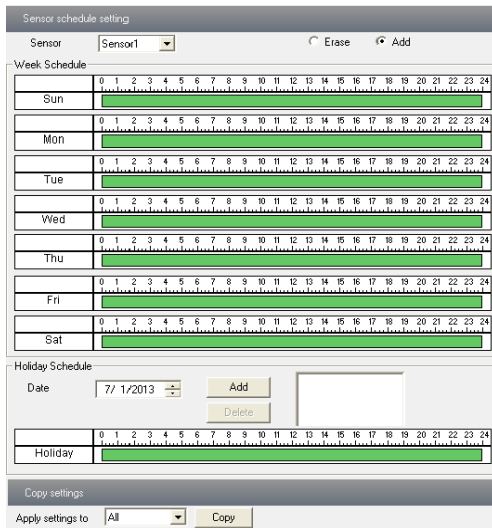 Sensor schedule setting
Sensor Sensor1 Erase Add
Week Schedule
0 1 2 3 4 5 6 7 8 9 10 11 12 13 14 15 16 17 18 19 20 21 22 23 24
Sun
0 1 2 3 4 5 6 7 8 9 10 11 12 13 14 15 16 17 18 19 20 21 22 23 24
Mon
0 1 2 3 4 5 6 7 8 9 10 11 12 13 14 15 16 17 18 19 20 21 22 23 24
Tue
0 1 2 3 4 5 6 7 8 9 10 11 12 13 14 15 16 17 18 19 20 21 22 23 24
Wed
0 1 2 3 4 5 6 7 8 9 10 11 12 13 14 15 16 17 18 19 20 21 22 23 24
Thu
0 1 2 3 4 5 6 7 8 9 10 11 12 13 14 15 16 17 18 19 20 21 22 23 24
Fri
0 1 2 3 4 5 6 7 8 9 10 11 12 13 14 15 16 17 18 19 20 21 22 23 24
Sat
Holiday Schedule
Date 7/ 1/2013 Add
Delete
0 1 2 3 4 5 6 7 8 9 10 11 12 13 14 15 16 17 18 19 20 21 22 23 24
Holiday
Copy settings
Apply settings to All Copy